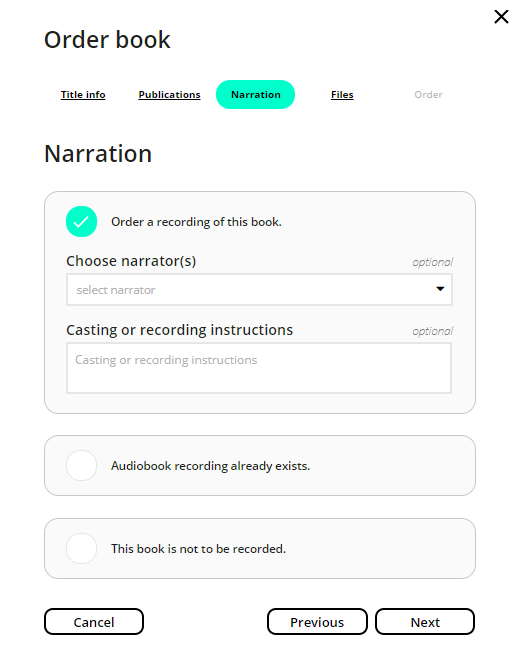 Order book
Title info Publications Narration Files Order
Narration
Order a recording of this book.
Choose narrator(s) optional
select narrator
Casting or recording instructions optional
Casting or recording instructions
Audiobook recording already exists.
This book is not to be recorded.
Cancel Previous Next